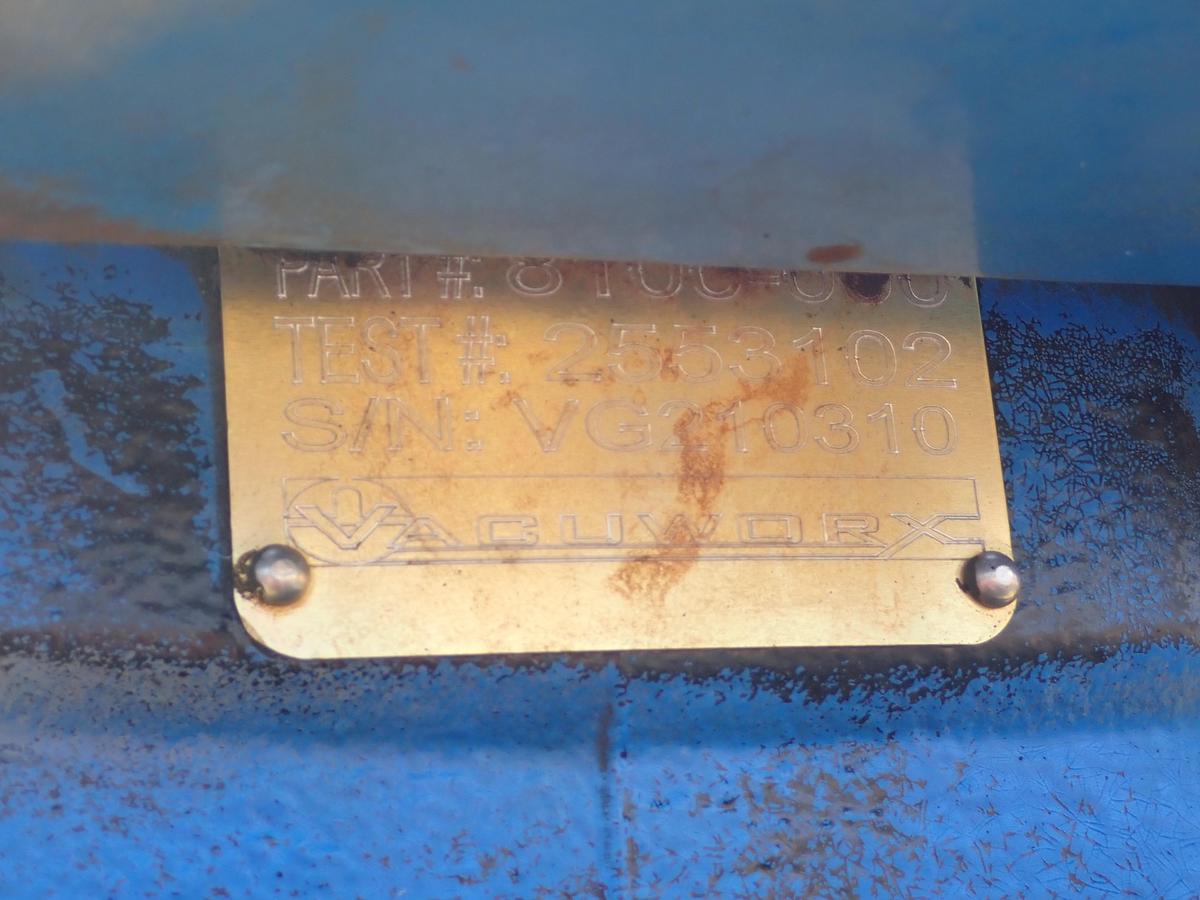 PART#:
TEST#: 2553102
S/N: VG210310
VACUWORX